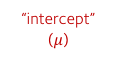 “intercept”
(μ)